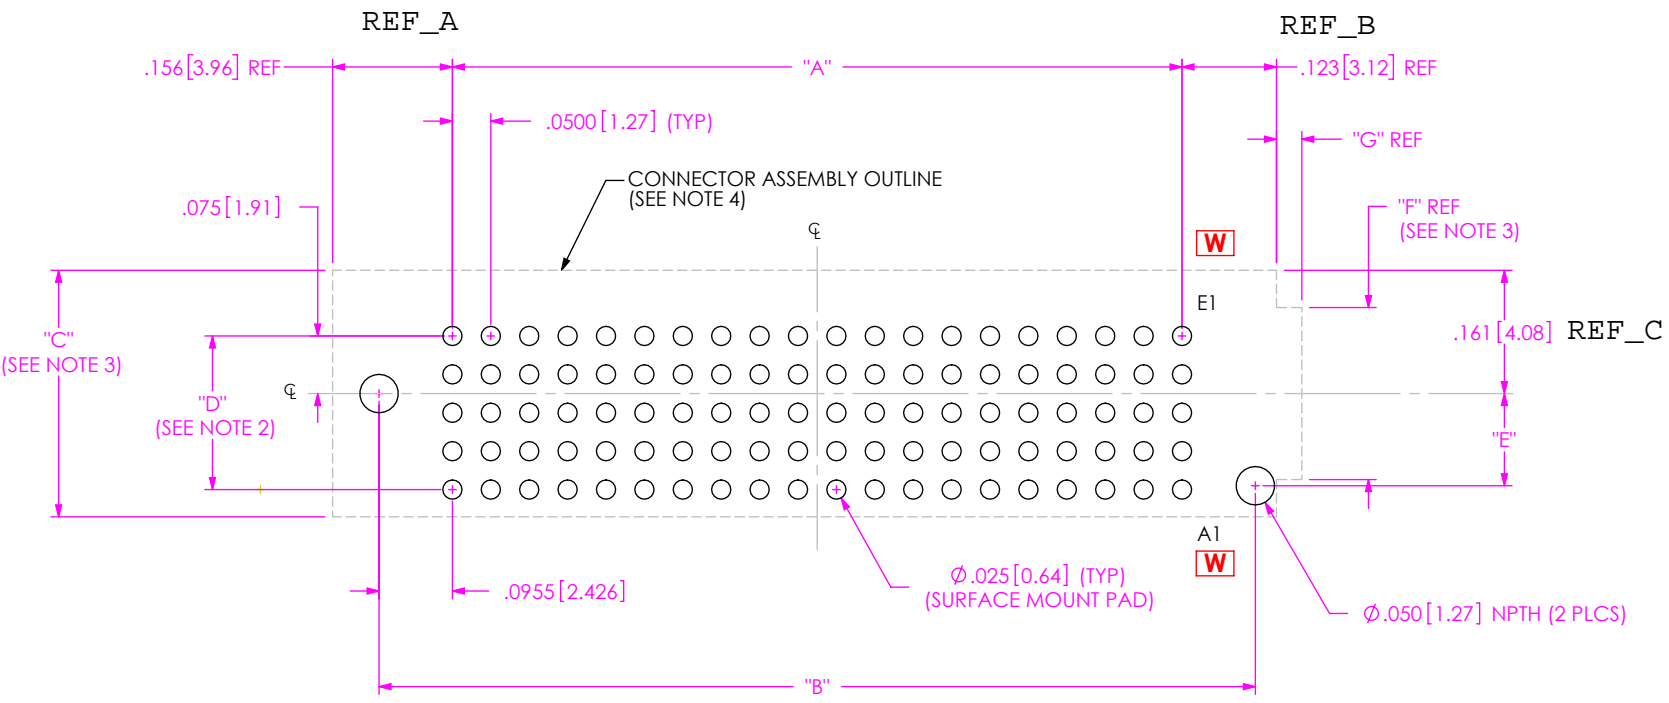 REF_A
REF_B
.156[3.96] REF
"A"
.123[3.12] REF
.0500[1.27] (TYP)
"G" REF
CONNECTOR ASSEMBLY OUTLINE
(SEE NOTE 4)
.075[1.91]
"F" REF
(SEE NOTE 3)
℄
W
E1
"C"
(SEE NOTE 3)
.161[4.08]
REF_C
℄
"D"
(SEE NOTE 2)
"E"
A1
W
.0955[2.426]
Ø.025[0.64] (TYP)
(SURFACE MOUNT PAD)
Ø.050[1.27] NPTH (2 PLCS)
"B"